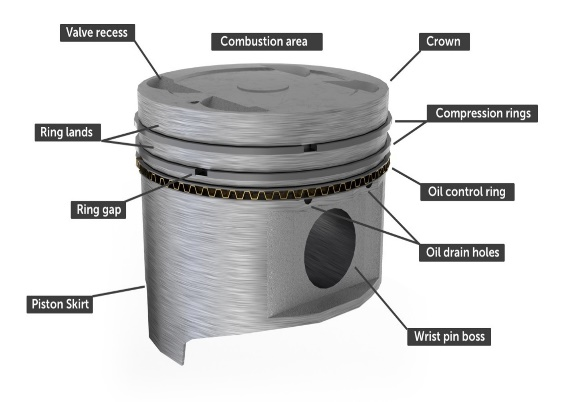 Valve recess
Combustion area
Crown
Compression rings
Ring lands
Oil control ring
Ring gap
Oil drain holes
Piston Skirt
Wrist pin boss